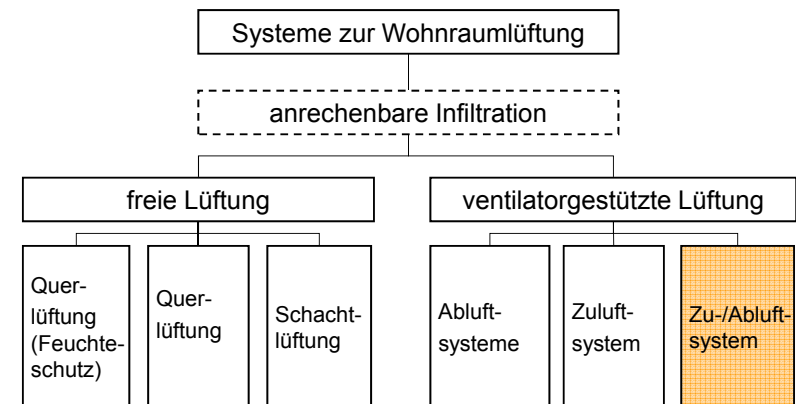 Systeme zur Wohnraumlüftung
anrechenbare Infiltration
freie Lüftung
ventilatorgestützte Lüftung
Quer-
lüftung
(Feuchte-
schutz)
Quer-
lüftung
Schacht-
lüftung
Abluft-
systeme
Zuluft-
system
Zu-/Abluft-
system